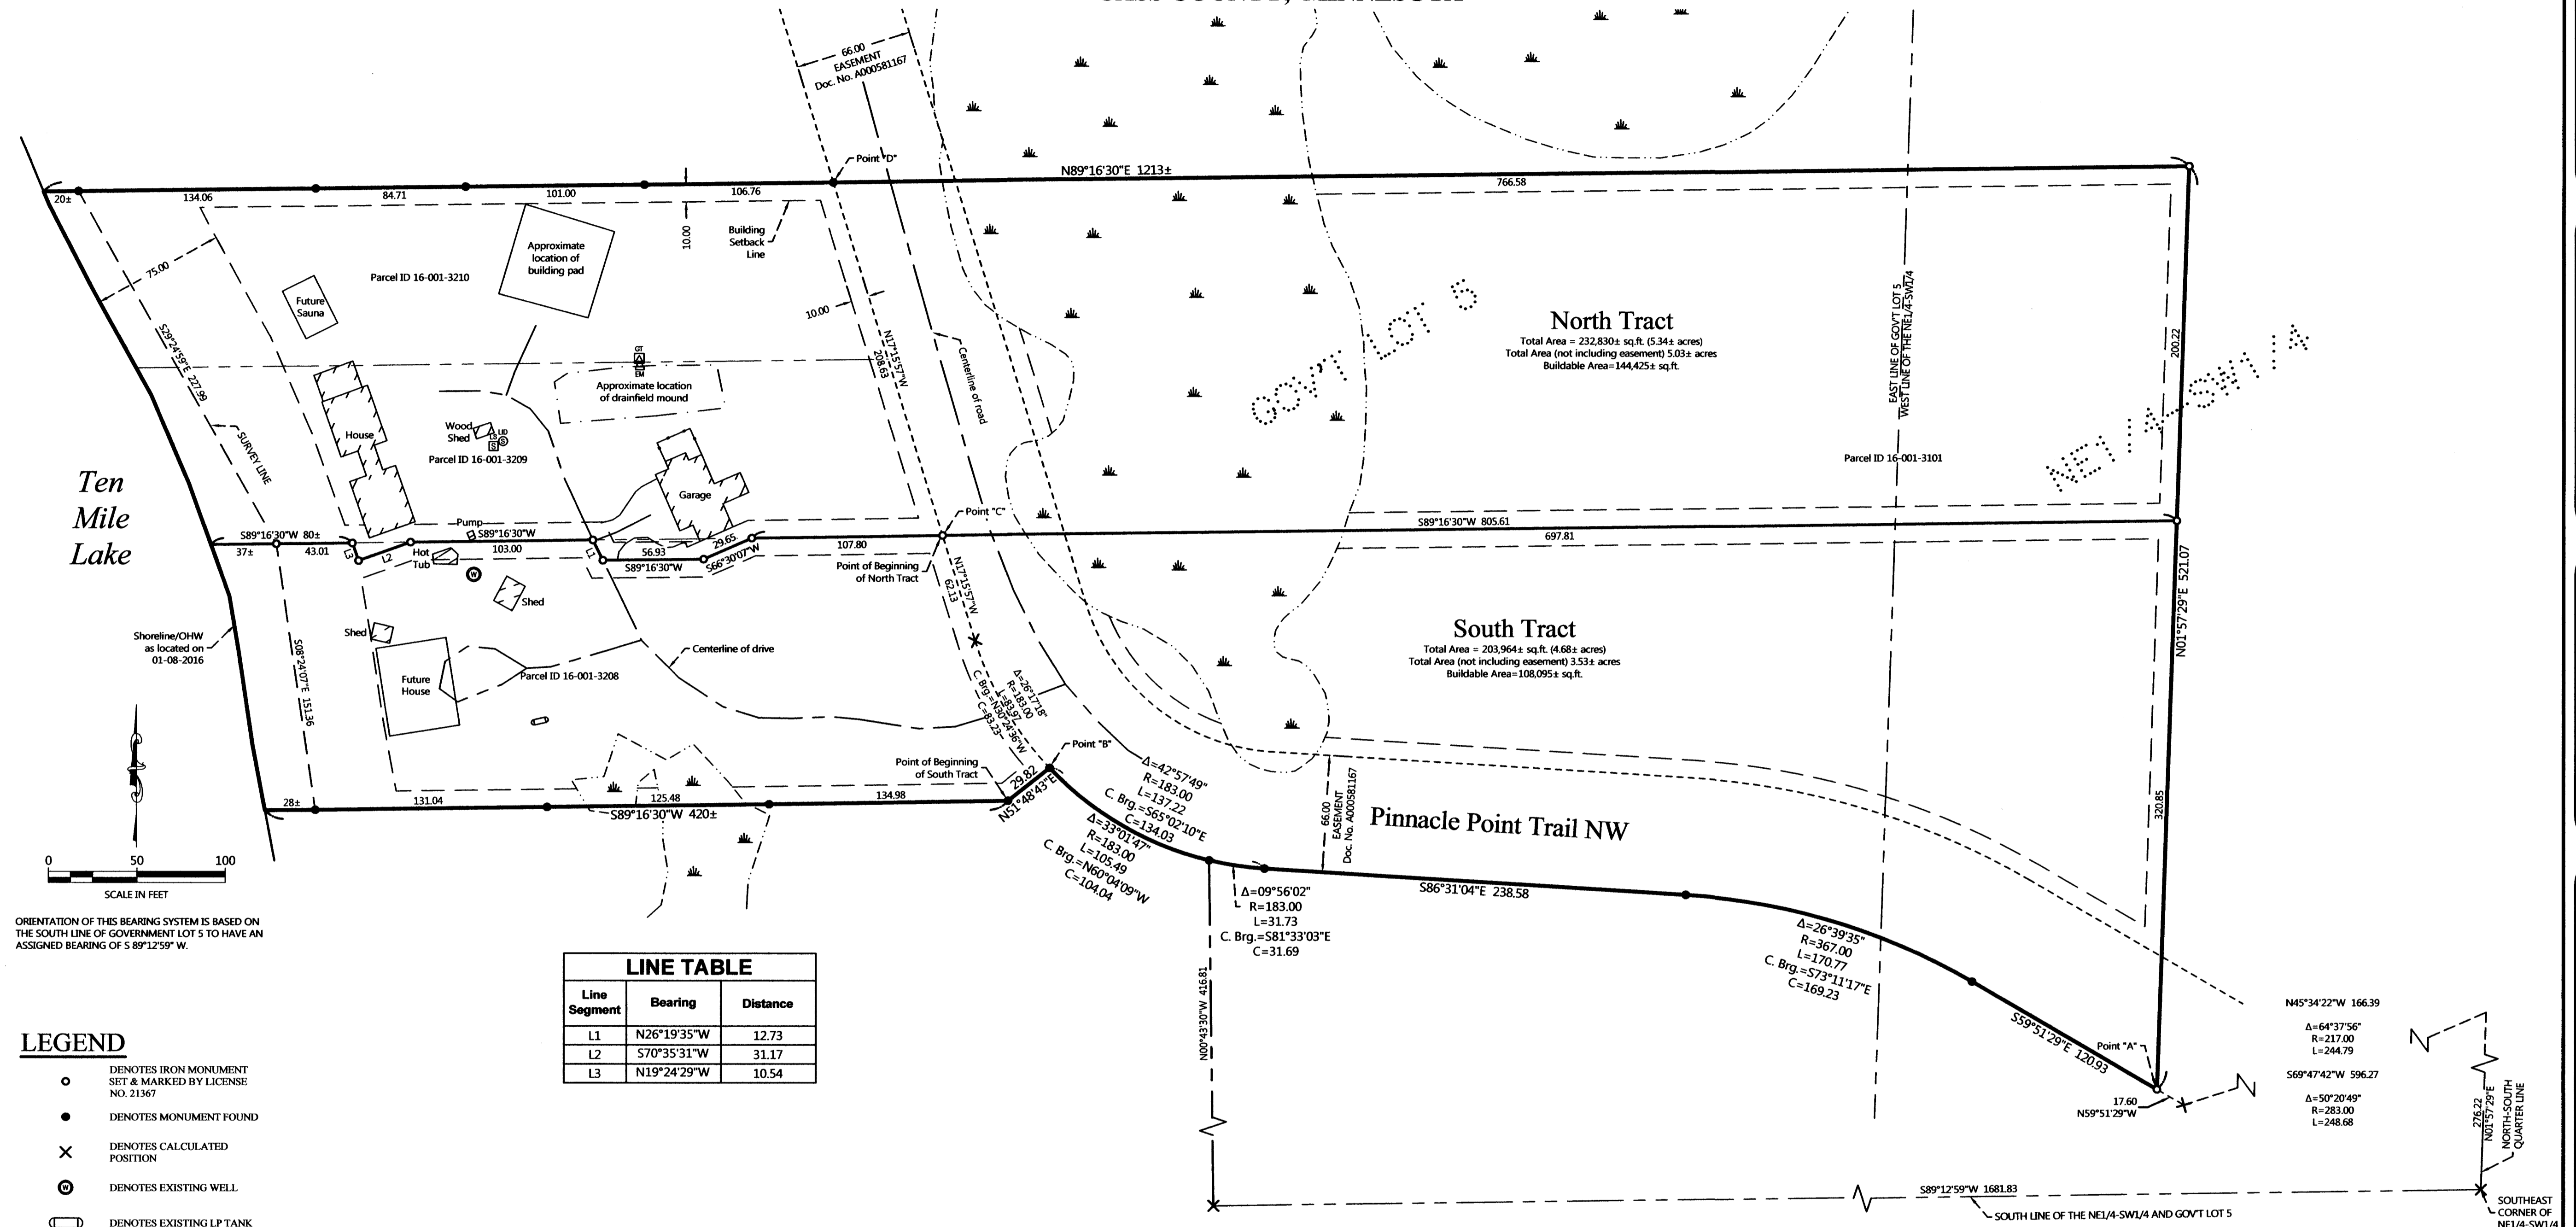 66.00
EASEMENT
Doc. No. A000581167
Point "D"
N89°16'30"E 1213±
20±
134.06
84.71
101.00
106.76
766.58
75.00
10.00
Building
Setback
Line
Approximate
location of
building pad
Parcel ID 16-001-3210
Future
Sauna
10.00
S29°24'59"E 227.99
SURVEY LINE
N17°15'57"W
208.63
Centerline of road
GOV'T LOT 5
North Tract
Total Area = 232,830± sq.ft. (5.34± acres)
Total Area (not including easement) 5.03± acres
Buildable Area=144,425± sq.ft.
EAST LINE OF GOV'T LOT 5
WEST LINE OF THE NE1/4-SW1/4
NE1/4-SW1/4
200.22
GT
EM
Approximate location
of drainfield mound
House
Wood
Shed
LID
S
Parcel ID 16-001-3209
Parcel ID 16-001-3101
Garage
Ten
Mile
Lake
Pump
Point "C"
S89°16'30"W 80±
37±
43.01
L3
L2
S89°16'30"W
103.00
L1
56.93
S89°16'30"W
29.65
S66°30'07"W
107.80
S89°16'30"W 805.61
697.81
Hot
Tub
W
Point of Beginning
of North Tract
N17°15'57"W
62.13
N01°57'29"E 521.07
Shed
Shed
Shoreline/OHW
as located on
01-08-2016
S08°24'07"E 151.36
Future
House
Parcel ID 16-001-3208
Centerline of drive
South Tract
Total Area = 203,964± sq.ft. (4.68± acres)
Total Area (not including easement) 3.53± acres
Buildable Area=108,095± sq.ft.
Δ=26°17'18"
R=183.00
L=83.97
C. Brg.=N30°24'36"W
C=83.23
Point "B"
Point of Beginning
of South Tract
29.82
N51°48'43"E
28±
131.04
125.48
134.98
S89°16'30"W 420±
Δ=42°57'49"
R=183.00
L=137.22
C. Brg.=S65°02'10"E
C=134.03
Δ=33°01'47"
R=183.00
L=105.49
C. Brg.=N60°04'09"W
C=104.04
66.00
EASEMENT
Doc. No. A000581167
Pinnacle Point Trail NW
320.85
0
50
100
SCALE IN FEET
Δ=09°56'02"
R=183.00
L=31.73
C. Brg.=S81°33'03"E
C=31.69
S86°31'04"E 238.58
Δ=26°39'35"
R=367.00
L=170.77
C. Brg.=S73°11'17"E
C=169.23
ORIENTATION OF THIS BEARING SYSTEM IS BASED ON
THE SOUTH LINE OF GOVERNMENT LOT 5 TO HAVE AN
ASSIGNED BEARING OF S 89°12'59" W.
LINE TABLE
Line
Segment
Bearing
Distance
L1 N26°19'35"W 12.73
L2 S70°35'31"W 31.17
L3 N19°24'29"W 10.54
N00°43'30"W 416.81
S59°51'29"E 120.93
Point "A"
17.60
N59°51'29"W
N45°34'22"W 166.39
Δ=64°37'56"
R=217.00
L=244.79
S69°47'42"W 596.27
Δ=50°20'49"
R=283.00
L=248.68
276.22
N01°57'29"E
NORTH-SOUTH
QUARTER LINE
LEGEND
DENOTES IRON MONUMENT
SET & MARKED BY LICENSE
NO. 21367
DENOTES MONUMENT FOUND
DENOTES CALCULATED
POSITION
W DENOTES EXISTING WELL
DENOTES EXISTING LP TANK
S89°12'59"W 1681.83
SOUTH LINE OF THE NE1/4-SW1/4 AND GOV'T LOT 5
SOUTHEAST
CORNER OF
NE1/4-SW1/4